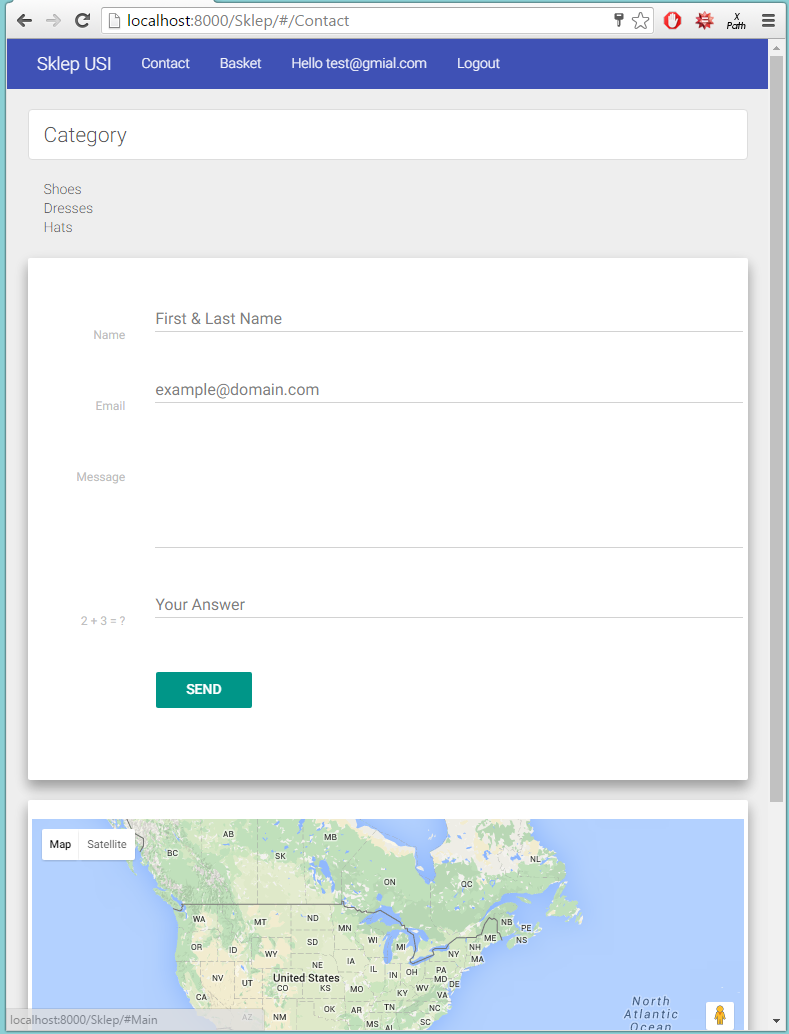 localhost:8000/Sklep/#/Contact
X
Path
Sklep USI Contact Basket Hello test@gmial.com Logout
Category
Shoes
Dresses
Hats
First & Last Name
Name
example@domain.com
Email
Message
Your Answer
2 + 3 = ?
SEND
Map Satellite
AB
MB
BC
SK
NL
ON
QC
WA
MT
ND
NB
PE
MN
ME
NS
OR
ID
SD
WI
MI
VT
NY
NH
WY
MA
IA
NE
PA
IL
IN
OH
NV
UT
United States
DE
CO
KS
MO
WV
KY
VA
CA
NC
TN
OK
AZ
NM
AR
SC
MS
AL
GA
North
Atlantic
Ocean
localhost:8000/Sklep/#Main